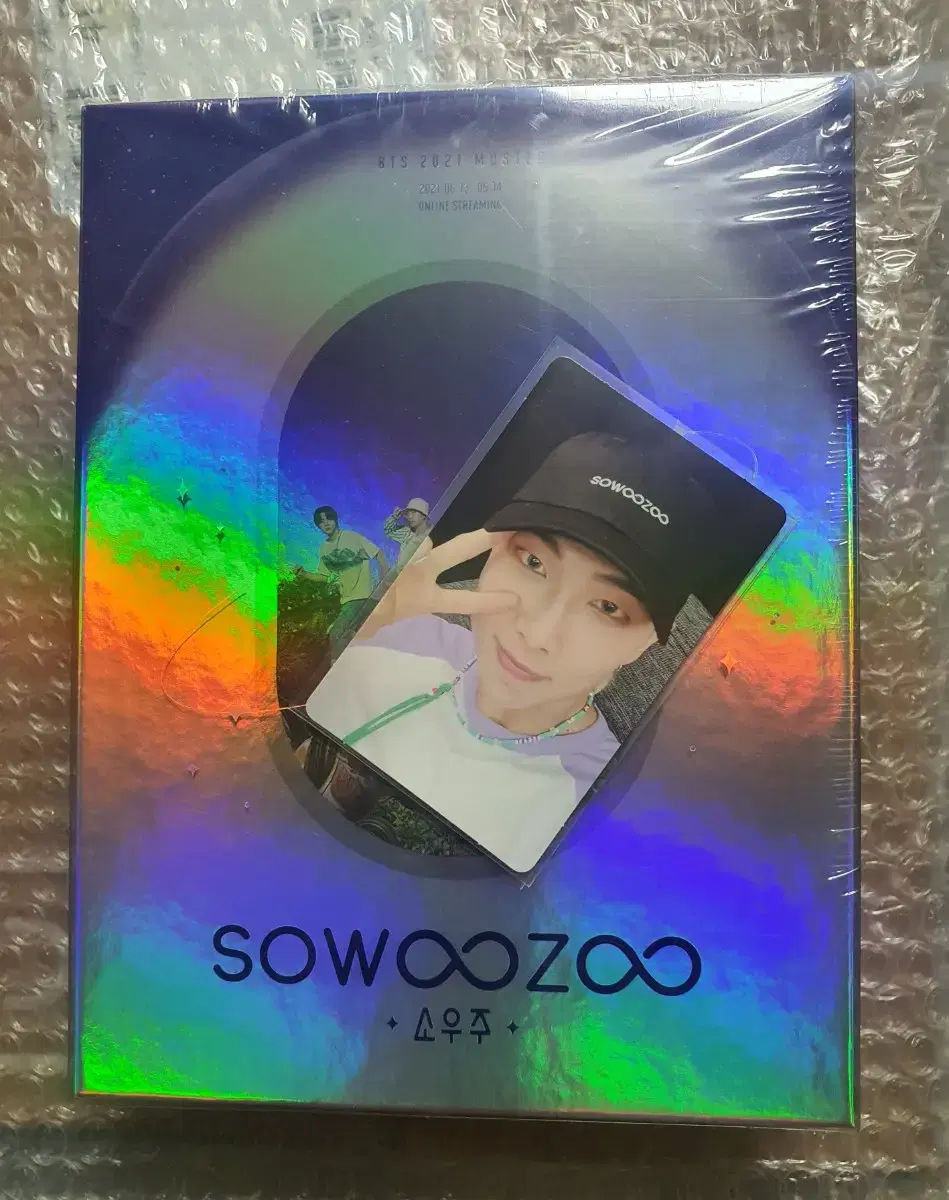 BTS 2021 MUSTER
2021.06.13 - 06.14
ONLINE STREAMING
SOWOOZOO
SOWOOZOO
소우주